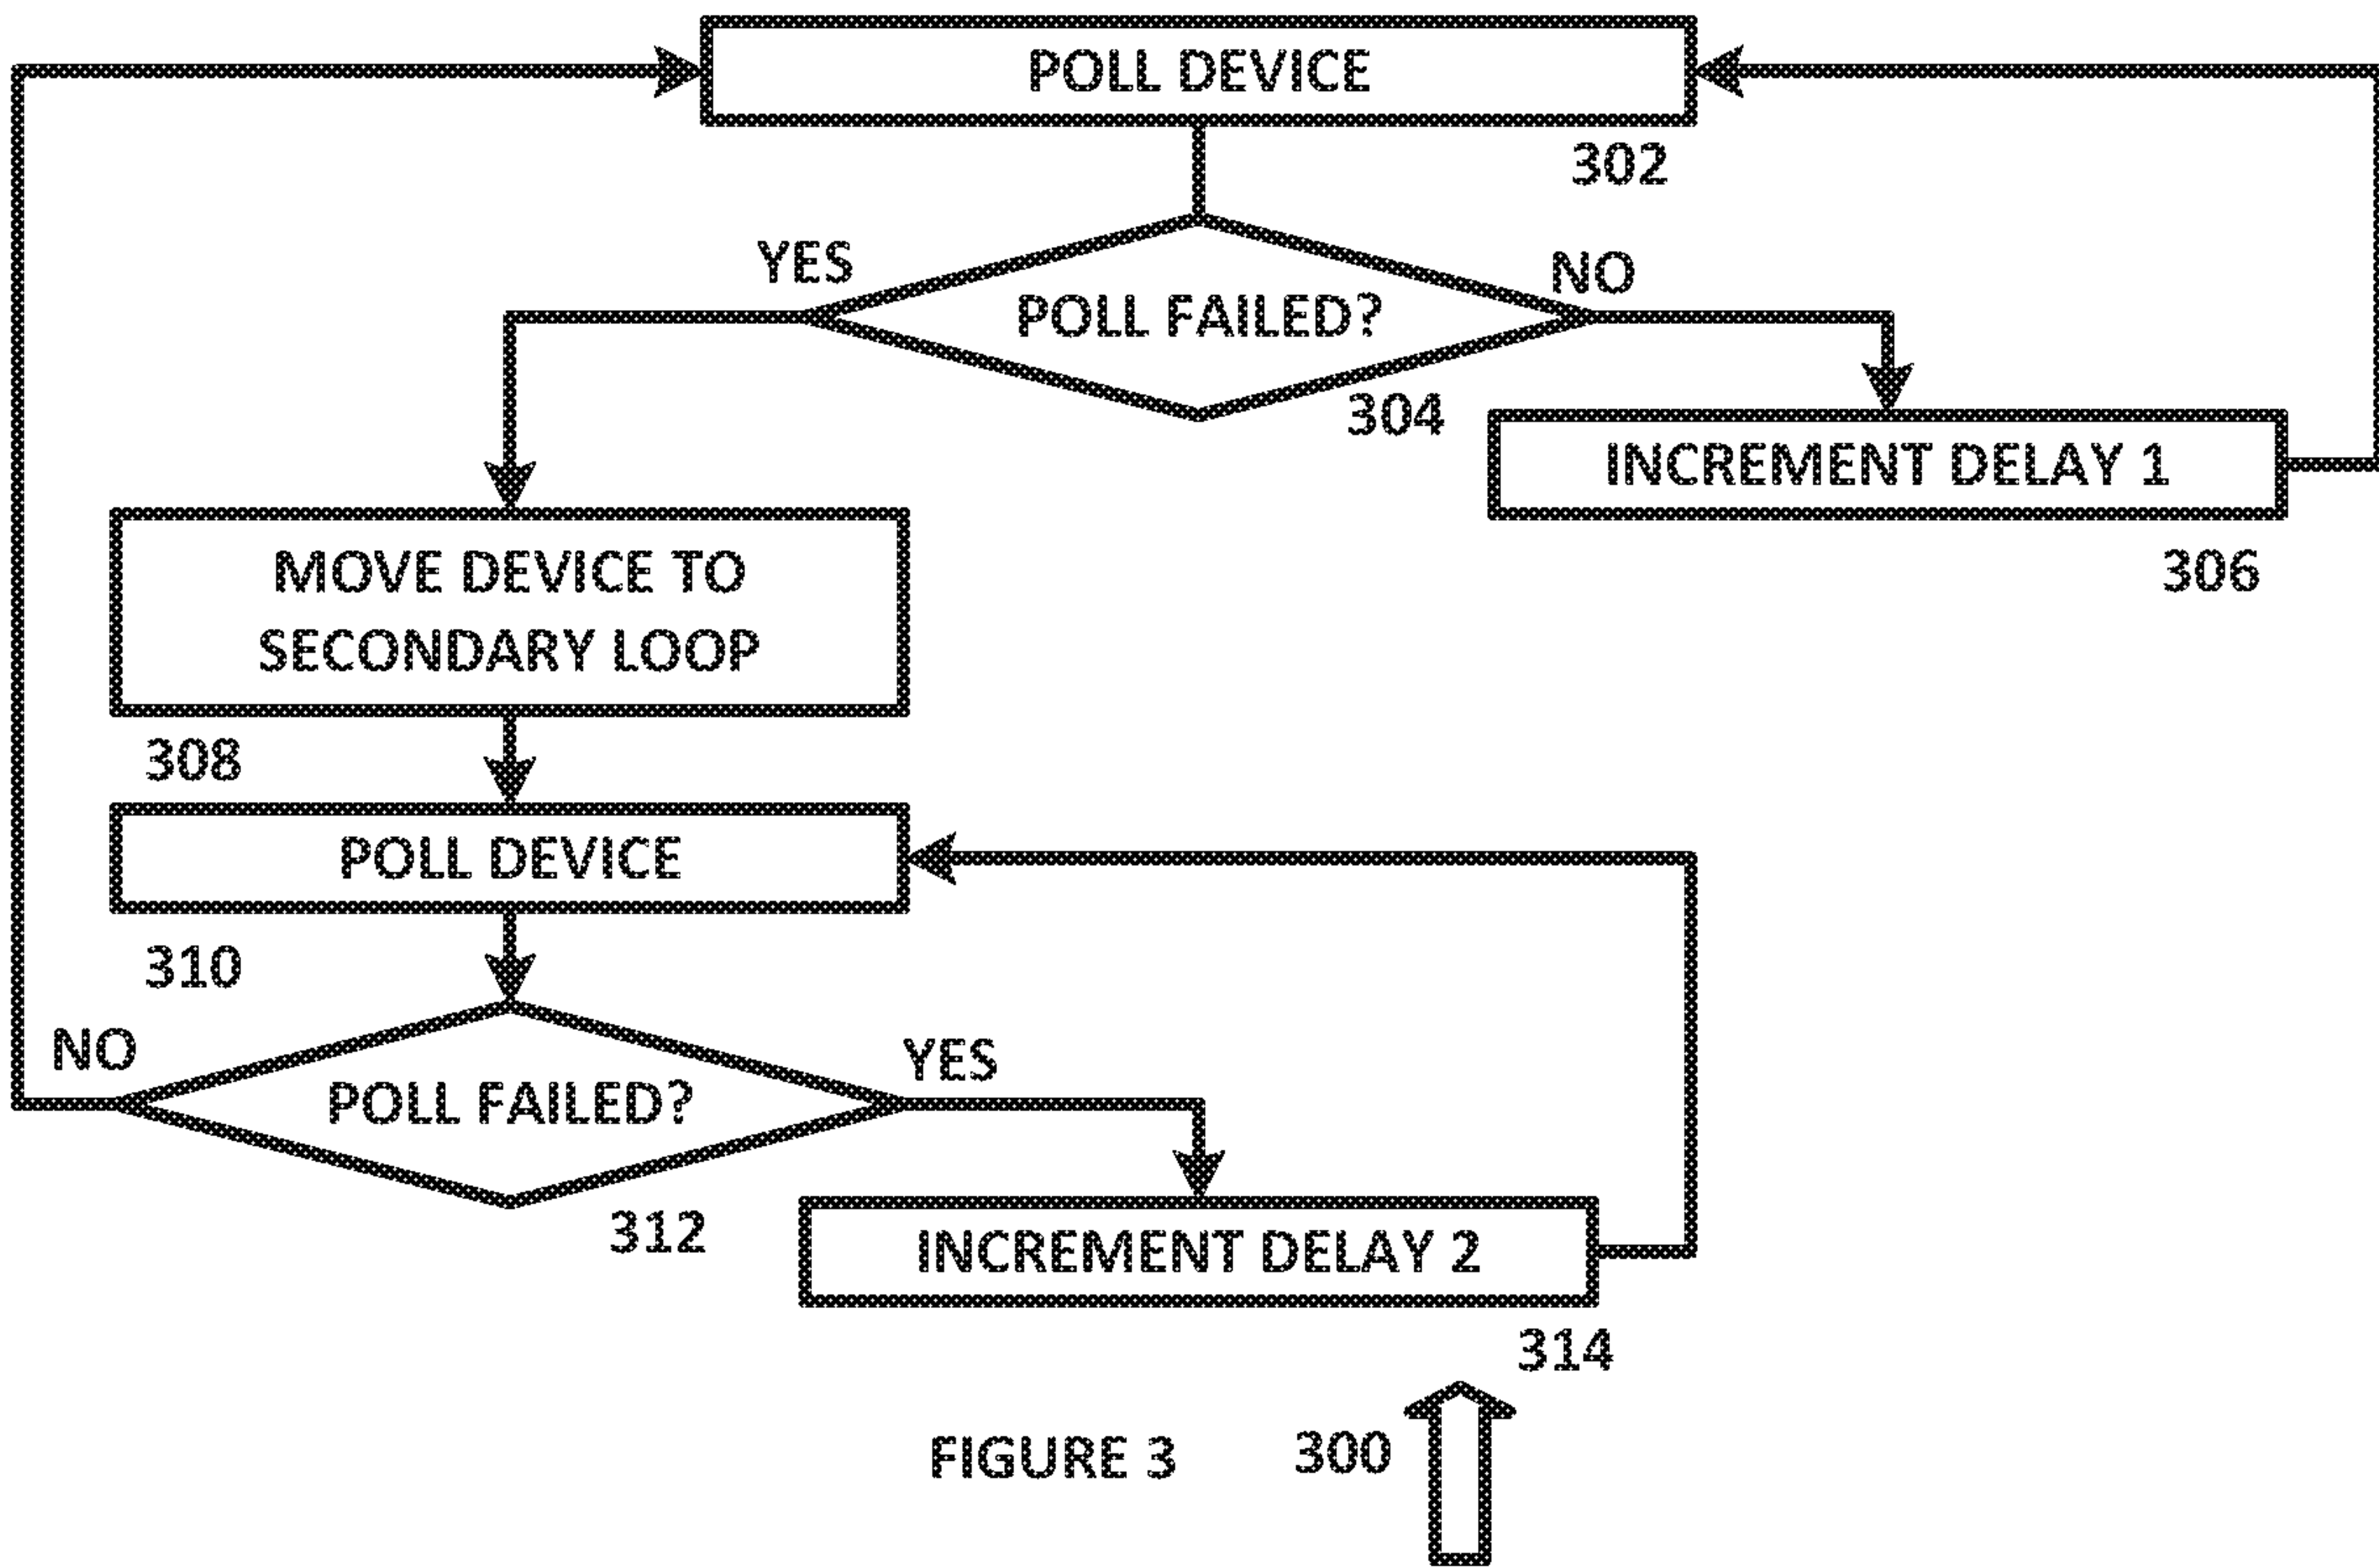 POLL DEVICE
302
YES
NO
POLL FAILED?
304
INCREMENT DELAY 1
306
MOVE DEVICE TO
SECONDARY LOOP
308
POLL DEVICE
310
NO
YES
POLL FAILED?
312
INCREMENT DELAY 2
314
FIGURE 3
300